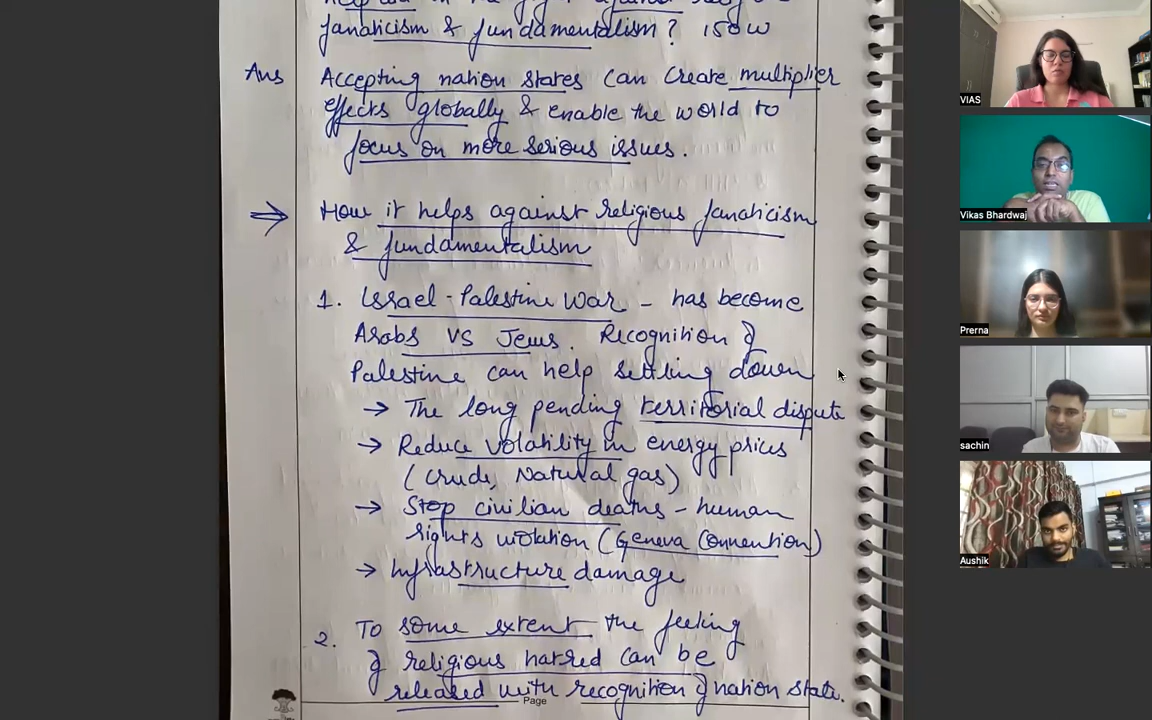 fanaticism & fundamentalism? 150W
Ans Accepting nation states can create multiplier
effects globally & enable the world to
focus on more serious issues.
⇒ How it helps against religious fanaticism
& fundamentalism
1. Israel-Palestine War - has become
Arabs vs Jews. Recognition of
Palestine can help settling down
→ The long pending territorial dispute
→ Reduce volatility in energy prices
(Crude, Natural gas)
→ Stop civilian deaths - human
rights violation (Geneva Convention)
→ Infrastructure damage
2. To some extent the feeling
of religious hatred can be
released with recognition of nation state.
Page
VIAS
Vikas Bhardwaj
Prerna
sachin
Aushik